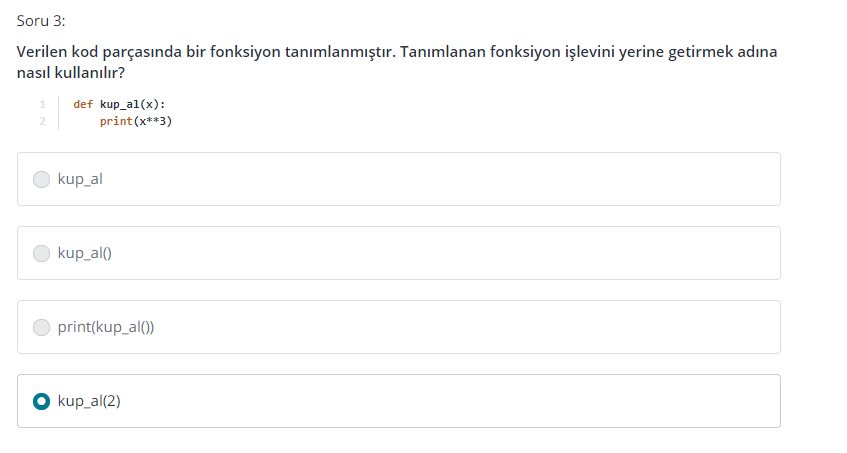 Soru 3:
Verilen kod parçasında bir fonksiyon tanımlanmıştır. Tanımlanan fonksiyon işlevini yerine getirmek adına
nasıl kullanılır?
1 def kup_al(x):
2 print(x**3)
kup_al
kup_al()
print(kup_al())
kup_al(2)